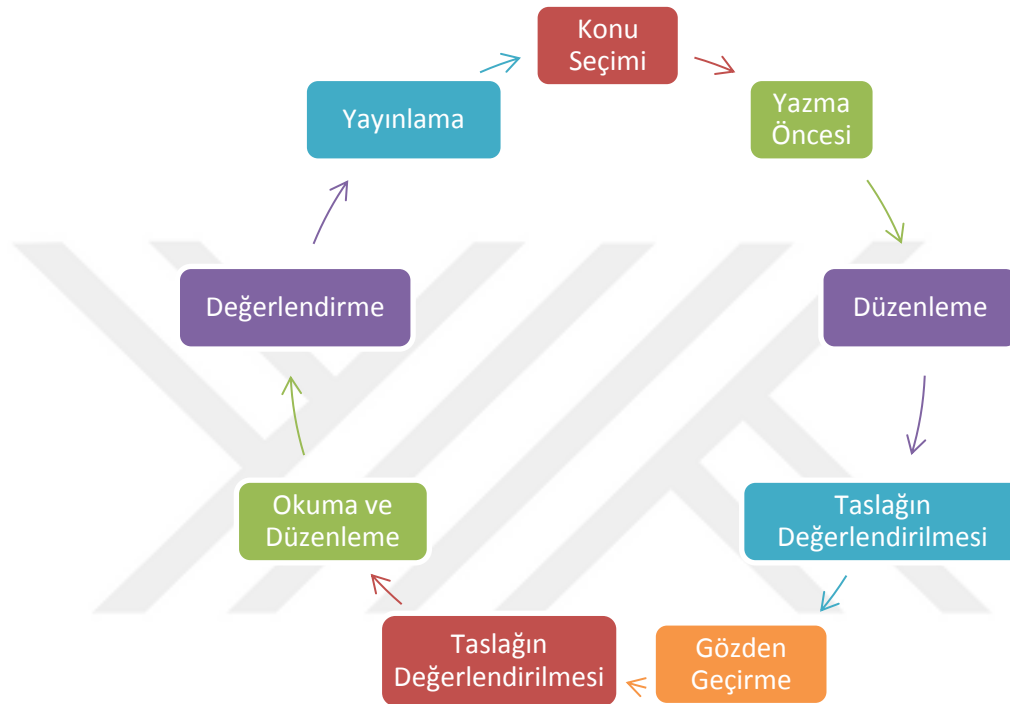 Konu
Seçimi
Yazma
Öncesi
Düzenleme
Taslağın
Değerlendirilmesi
Gözden
Geçirme
Taslağın
Değerlendirilmesi
Okuma ve
Düzenleme
Değerlendirme
Yayınlama